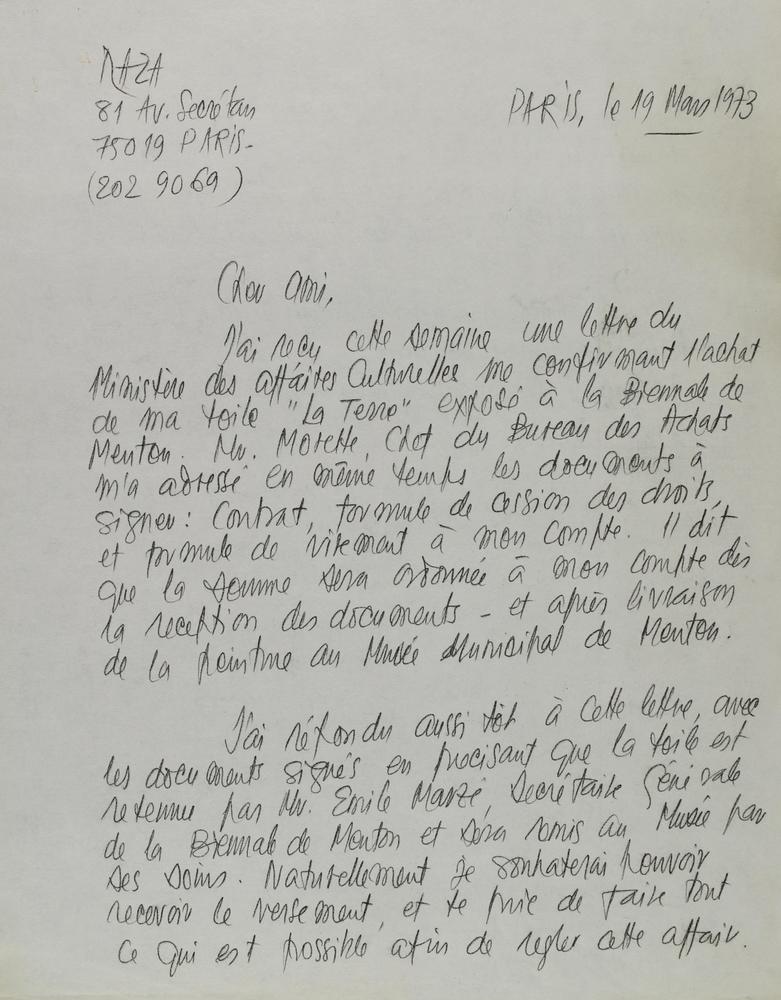 RAZA
81 Av. Secrétan
75019 PARIS-
(202 9069)
PARIS, le 19 Mars 1973
Cher Ami,
J'ai reçu cette semaine une lettre du
Ministère des affaires Culturelles me confirmant l'achat
de ma toile "La Terre" exposé à la Biennale de
Menton. Mr. Morette, Chef du Bureau des Achats
m'a adressé en même temps les documents à
signer: Contrat, formule de cession des droits,
et formule de virement à mon compte. Il dit
que la somme sera ordonnée à mon compte dès
la reception des documents - et après livraison
de la peinture au Musée Municipal de Menton.
J'ai répondu aussi tôt à cette lettre, avec
les documents signés en precisant que la toile est
retenue par Mr. Emile Marzé, Secrétaire Générale
de la Biennale de Menton et sera remis au Musée par
ses soins. Naturellement je souhaterai pouvoir
recevoir le versement, et te prie de faire tout
ce qui est possible afin de regler cette affaire.